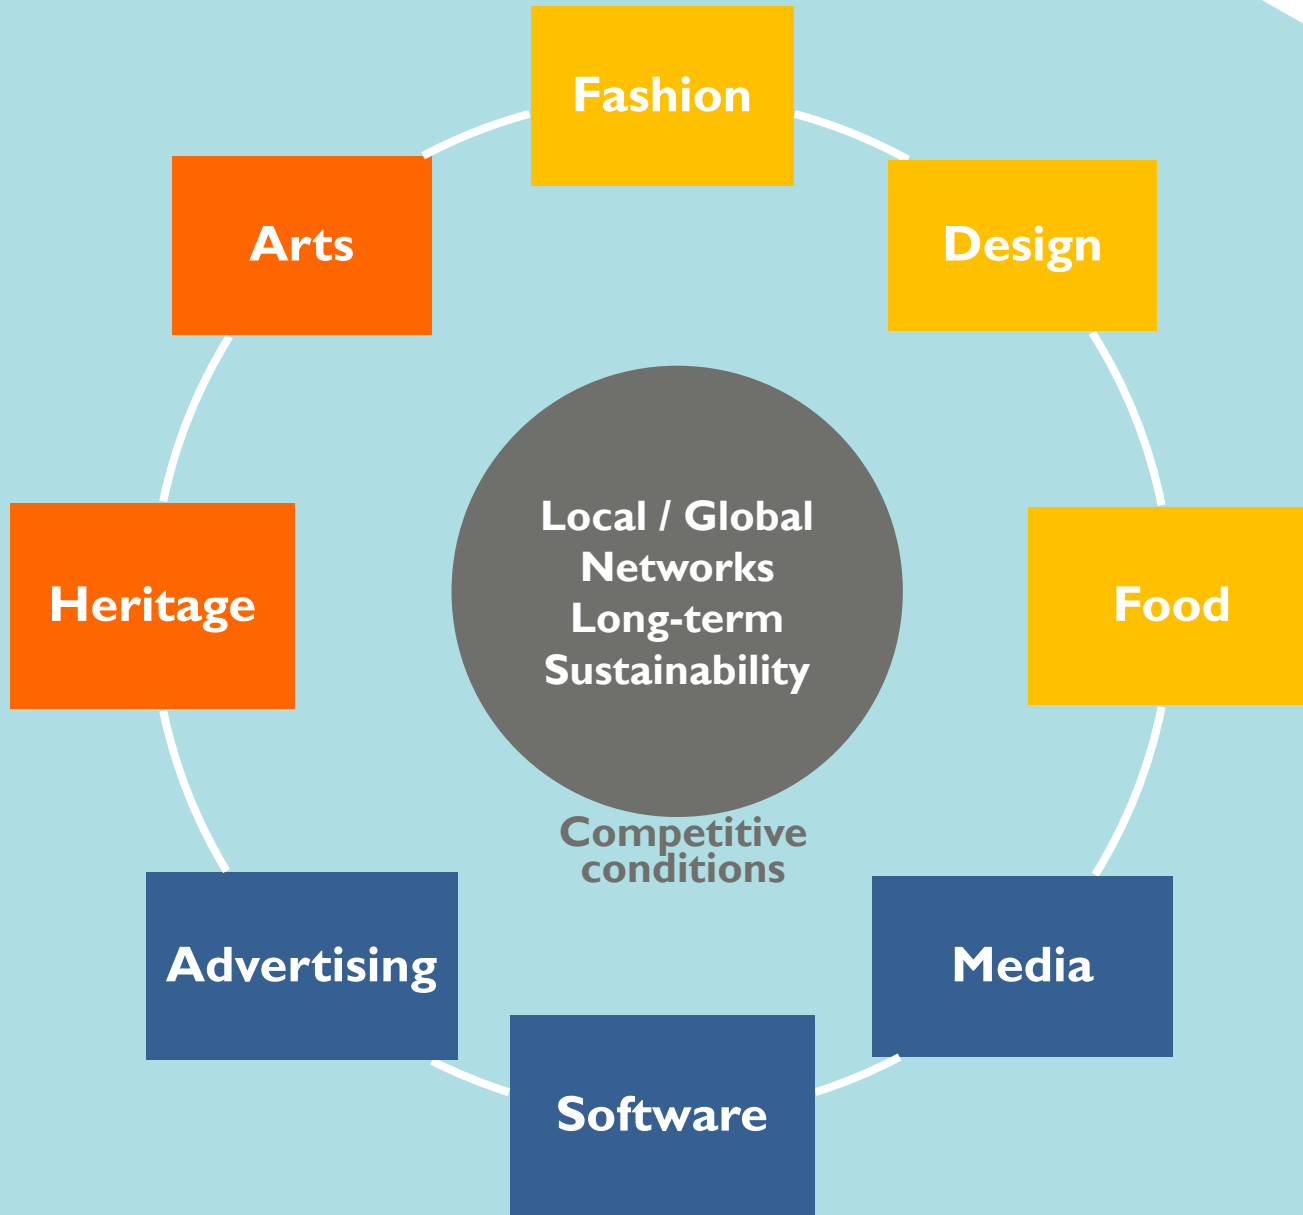 Fashion
Arts
Design
Local / Global
Networks
Long-term
Sustainability
Heritage
Food
Competitive
conditions
Advertising
Media
Software